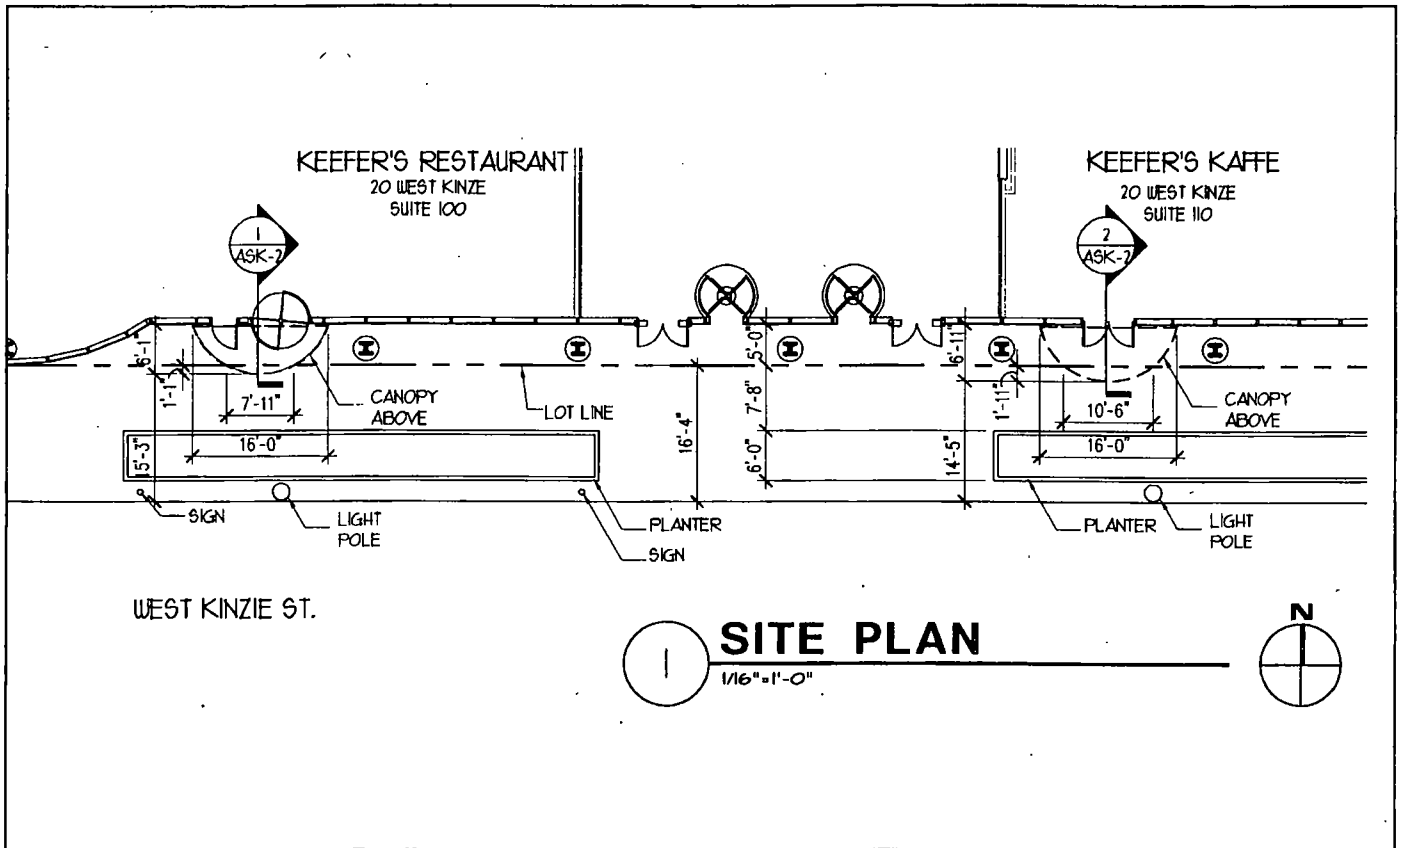 KEEFER'S RESTAURANT
20 WEST KINZE
SUITE 100
KEEFER'S KAFFE
20 WEST KINZE
SUITE 110
1
ASK-2
2
ASK-2
6'-1"
1'-1"
7'-11"
16'-0"
15'-3"
CANOPY
ABOVE
LOT LINE
16'-4"
5'-0"
7'-8"
6'-0"
6'-11"
1'-11"
14'-5"
10'-6"
16'-0"
CANOPY
ABOVE
SIGN
LIGHT
POLE
PLANTER
SIGN
PLANTER
LIGHT
POLE
WEST KINZIE ST.
1
SITE PLAN
1/16"=1'-0"
N